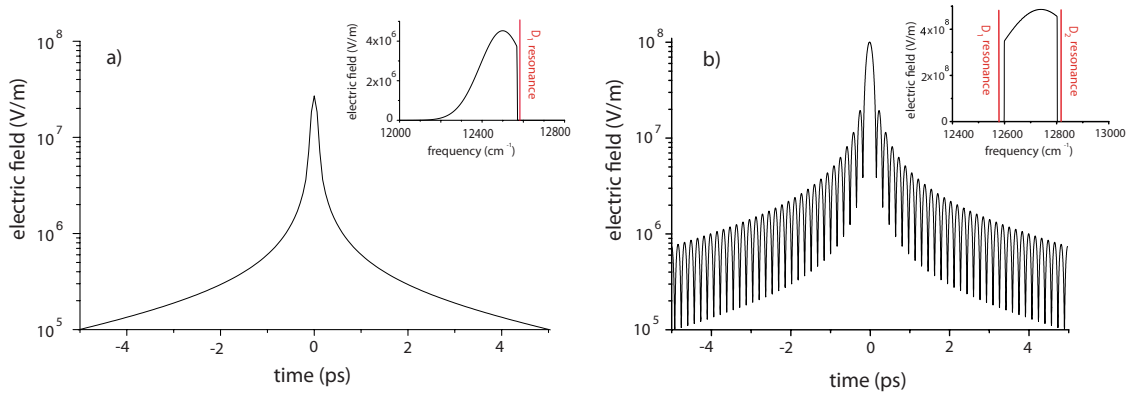 a)
electric field (V/m)
10^8
10^7
10^6
10^5
-4
-2
0
2
4
time (ps)
electric field (V/m)
4x10^6
2x10^6
0
12000
12400
12800
frequency (cm^-1)
D_1 resonance
b)
electric field (V/m)
10^8
10^7
10^6
10^5
-4
-2
0
2
4
time (ps)
electric field (V/m)
4x10^8
2x10^8
0
12400
12600
12800
13000
frequency (cm^-1)
D_1 resonance
D_2 resonance